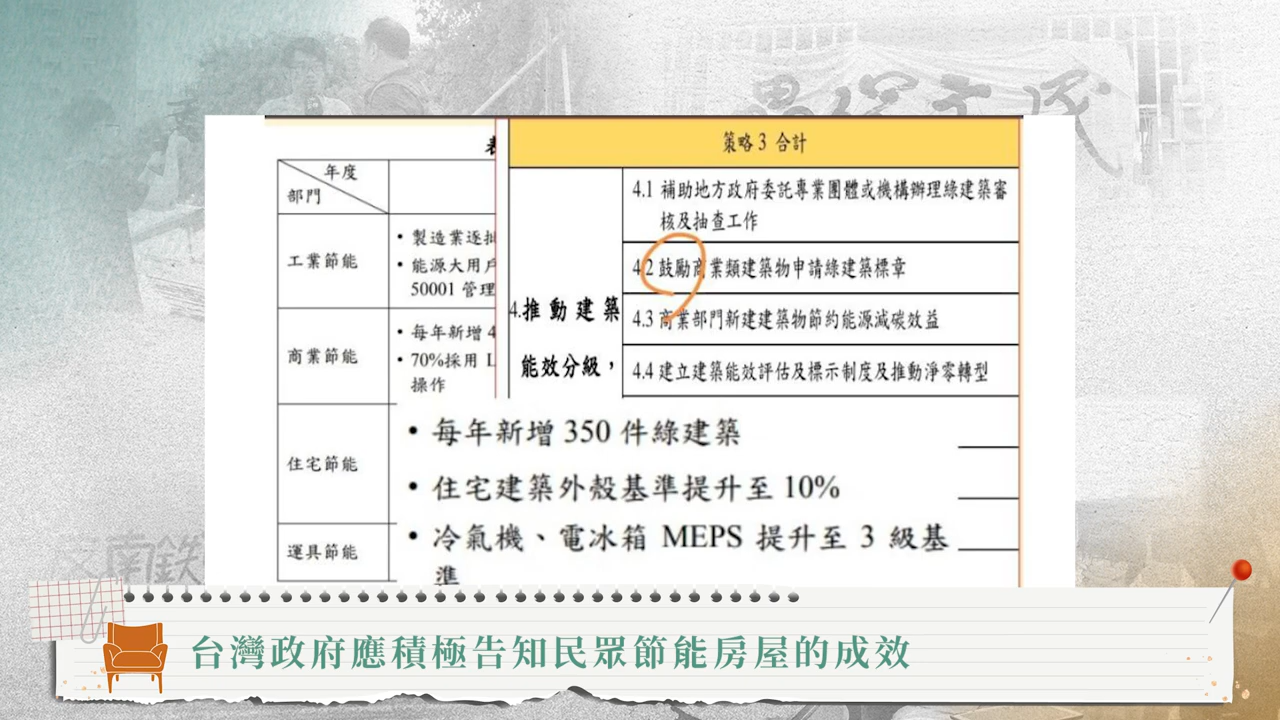 表
年度
部門
工業節能
• 製造業逐
• 能源大用戶
50001 管理
商業節能
• 每年新增 4
• 70%採用 L
操作
住宅節能
運具節能
策略 3 合計
4.推動建築
能效分級，
4.1 補助地方政府委託專業團體或機構辦理綠建築審
核及抽查工作
4.2 鼓勵商業類建築物申請綠建築標章
4.3 商業部門新建建築物節約能源減碳效益
4.4 建立建築能效評估及標示制度及推動淨零轉型
• 每年新增 350 件綠建築
• 住宅建築外殼基準提升至 10%
• 冷氣機、電冰箱 MEPS 提升至 3 級基
準
南鐵
台灣政府應積極告知民眾節能房屋的成效